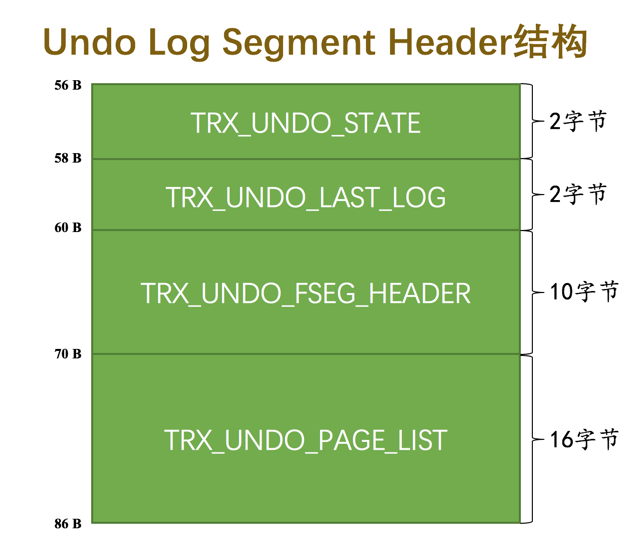 Undo Log Segment Header结构
56 B
TRX_UNDO_STATE
2字节
58 B
TRX_UNDO_LAST_LOG
2字节
60 B
TRX_UNDO_FSEG_HEADER
10字节
70 B
TRX_UNDO_PAGE_LIST
16字节
86 B